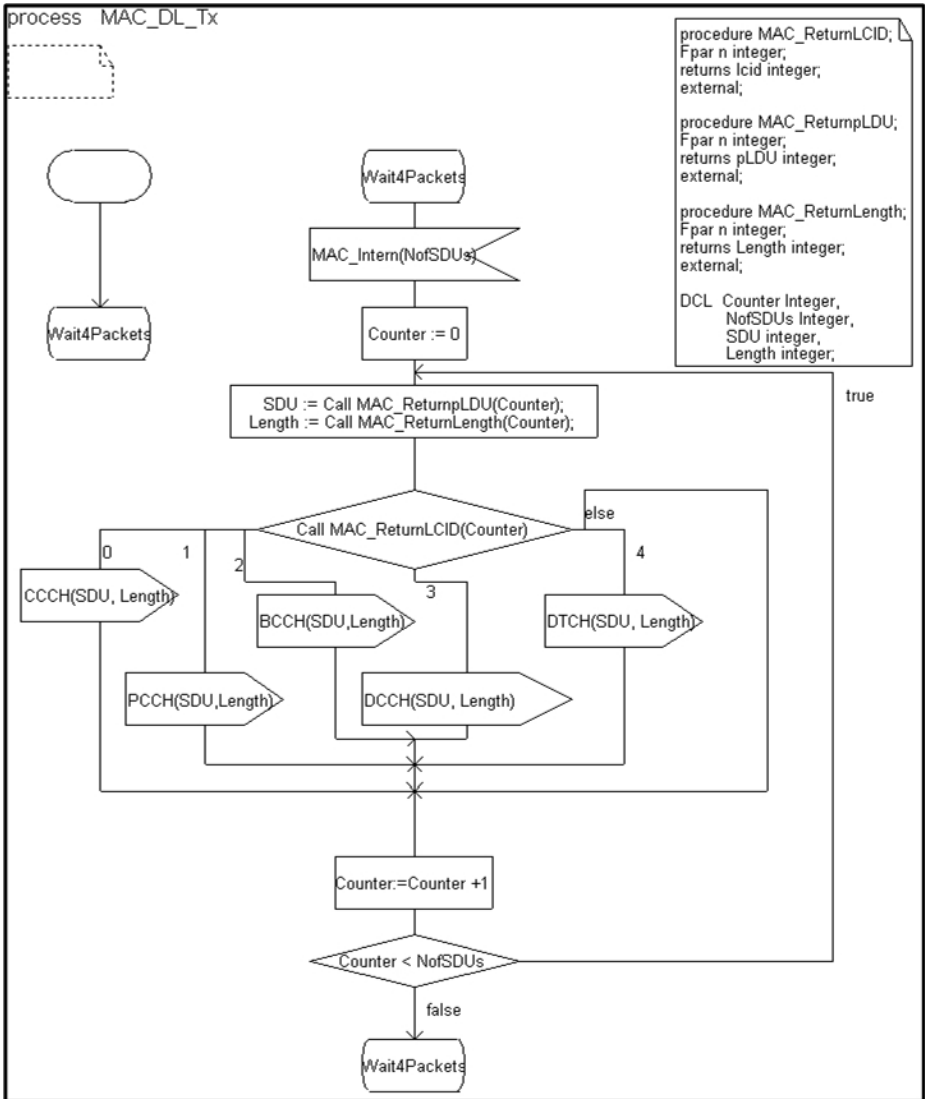 process MAC_DL_Tx
procedure MAC_ReturnLCID;
Fpar n integer;
returns lcid integer;
external;
procedure MAC_ReturnpLDU;
Fpar n integer;
returns pLDU integer;
external;
procedure MAC_ReturnLength;
Fpar n integer;
returns Length integer;
external;
DCL Counter Integer,
NofSDUs Integer,
SDU integer,
Length integer;
Wait4Packets
Wait4Packets
MAC_Intern(NofSDUs)
Counter := 0
true
SDU := Call MAC_ReturnpLDU(Counter);
Length := Call MAC_ReturnLength(Counter);
Call MAC_ReturnLCID(Counter)
else
0
1
2
3
4
CCCH(SDU, Length)
BCCH(SDU,Length)
DTCH(SDU, Length)
PCCH(SDU,Length)
DCCH(SDU, Length)
Counter:=Counter +1
Counter < NofSDUs
false
Wait4Packets